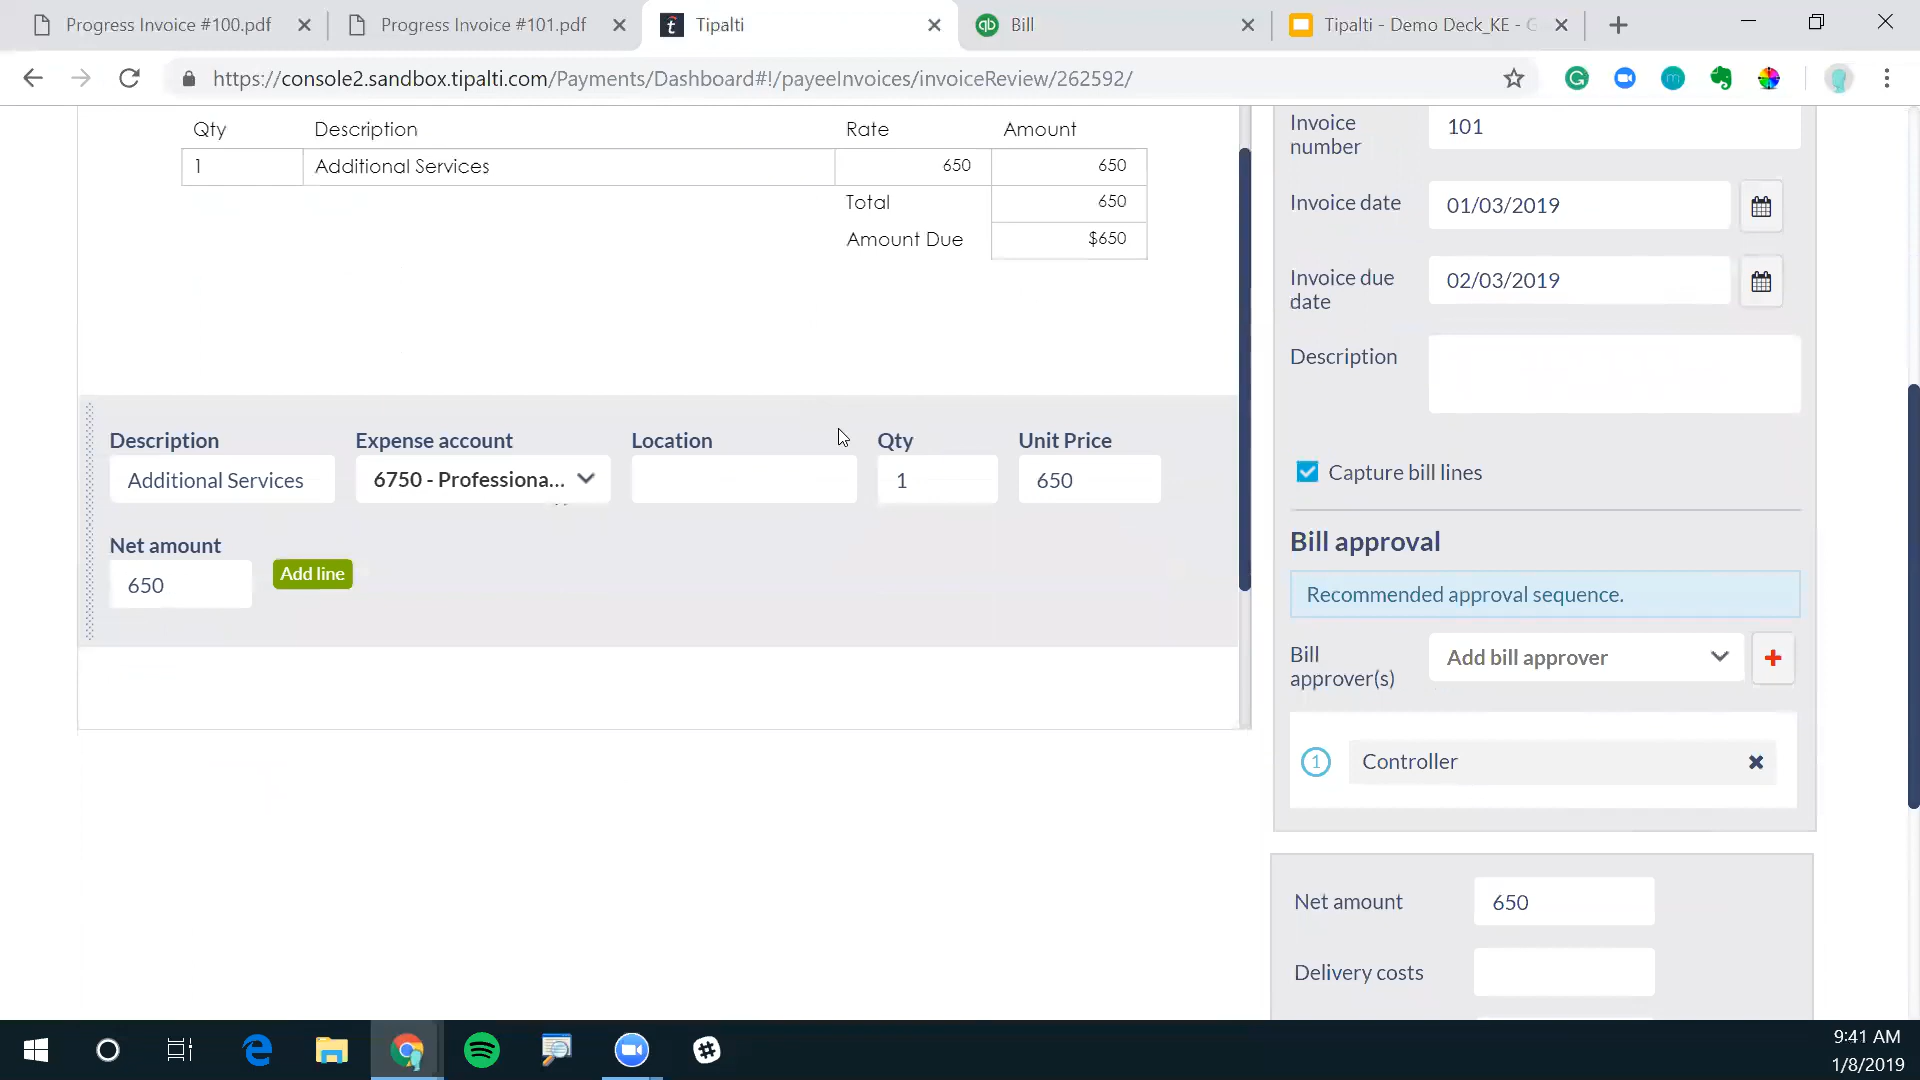 Progress Invoice #100.pdf
Progress Invoice #101.pdf
Tipalti
Bill
Tipalti - Demo Deck_KE - G
https://console2.sandbox.tipalti.com/Payments/Dashboard#!/payeeInvoices/invoiceReview/262592/
Qty Description Rate Amount
1 Additional Services 650 650
Total 650
Amount Due $650
Description Expense account Location Qty Unit Price
Additional Services 6750 - Professiona... 1 650
Net amount
650
Add line
Invoice
number
101
Invoice date 01/03/2019
Invoice due
date
02/03/2019
Description
Capture bill lines
Bill approval
Recommended approval sequence.
Bill
approver(s)
Add bill approver
1 Controller
Net amount 650
Delivery costs
9:41 AM
1/8/2019